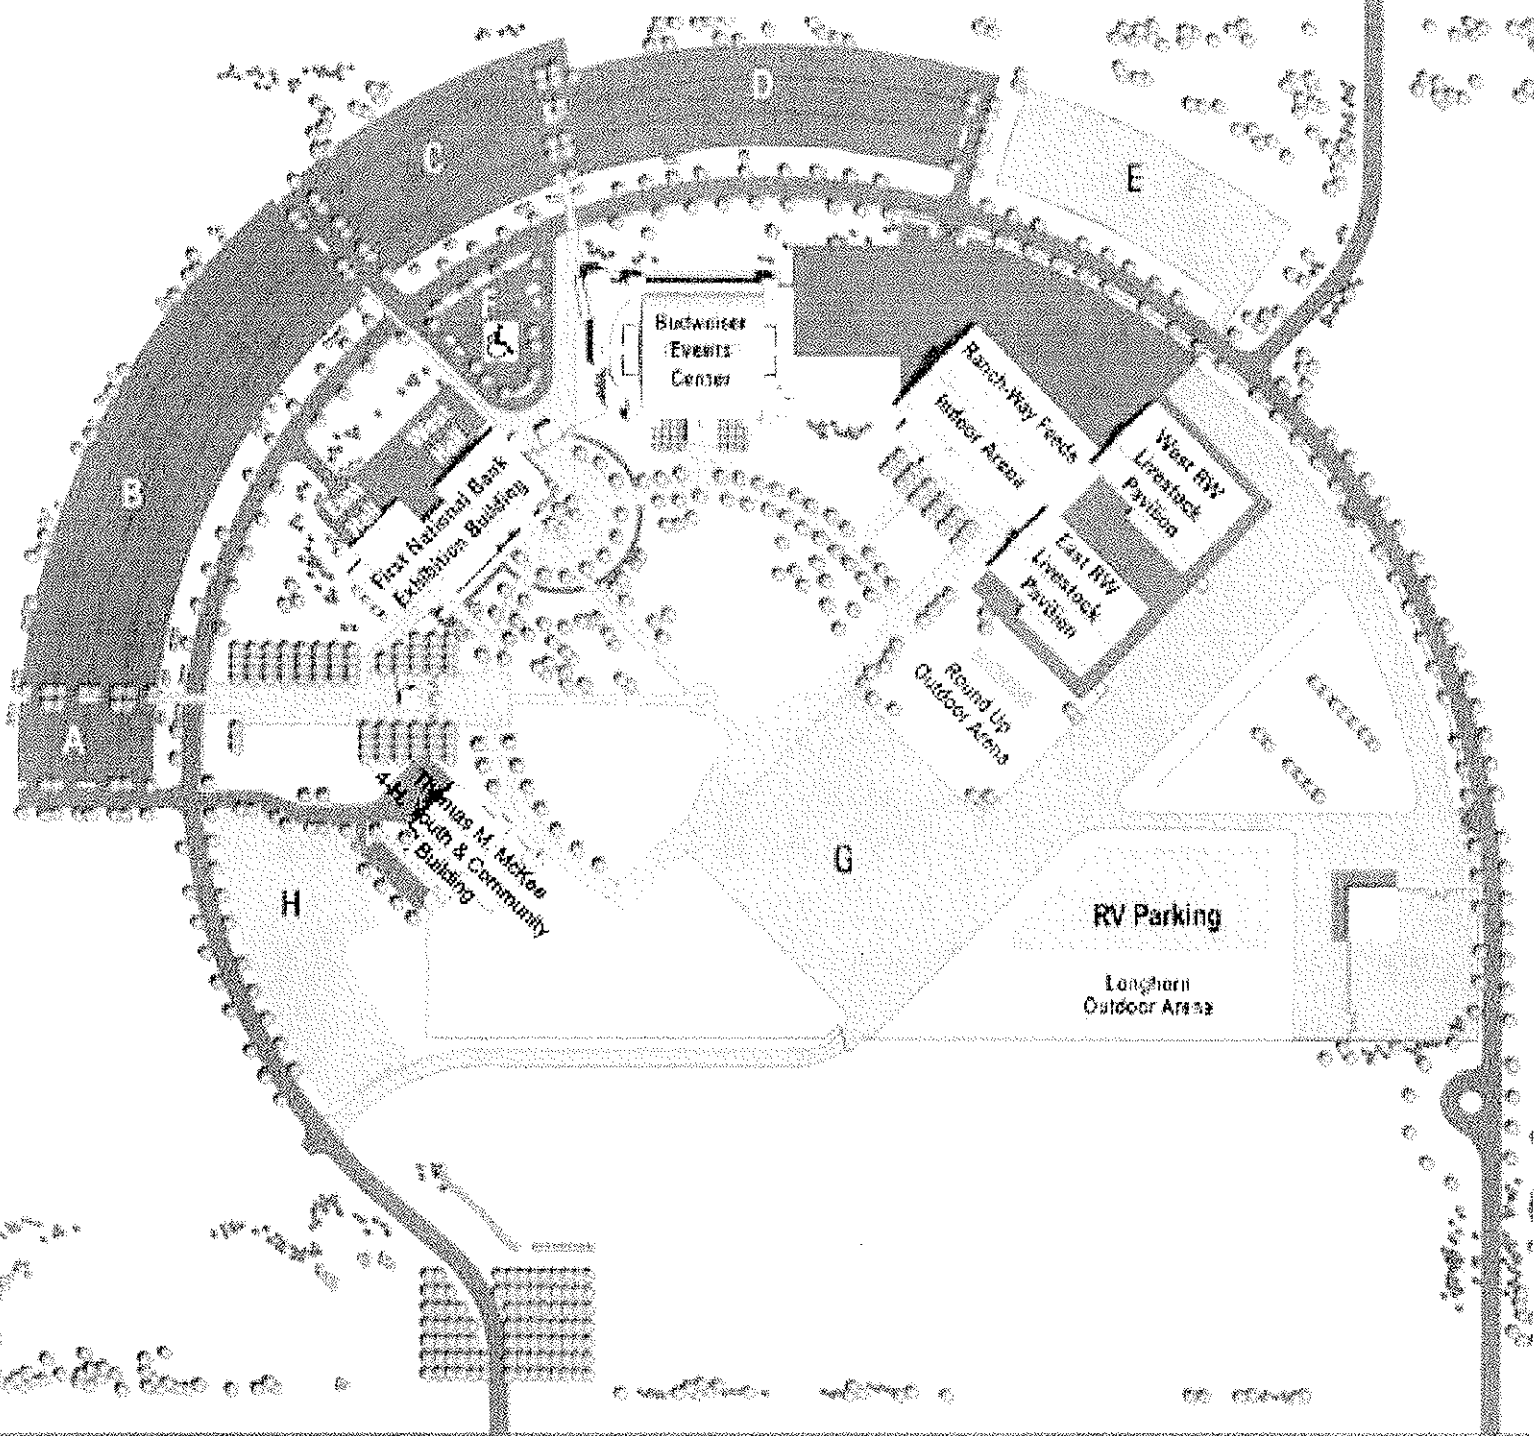 D
C
E
F
Budweiser
Events
Center
Ranch-Way Feeds
Indoor Arena
West RW
Livestock
Pavilion
B
First National Bank
Exhibition Building
East RW
Livestock
Pavilion
Round Up
Outdoor Arena
A
Thomas M. McKee
4-H, Youth & Community
Building
G
H
RV Parking
Longhorn
Outdoor Arena